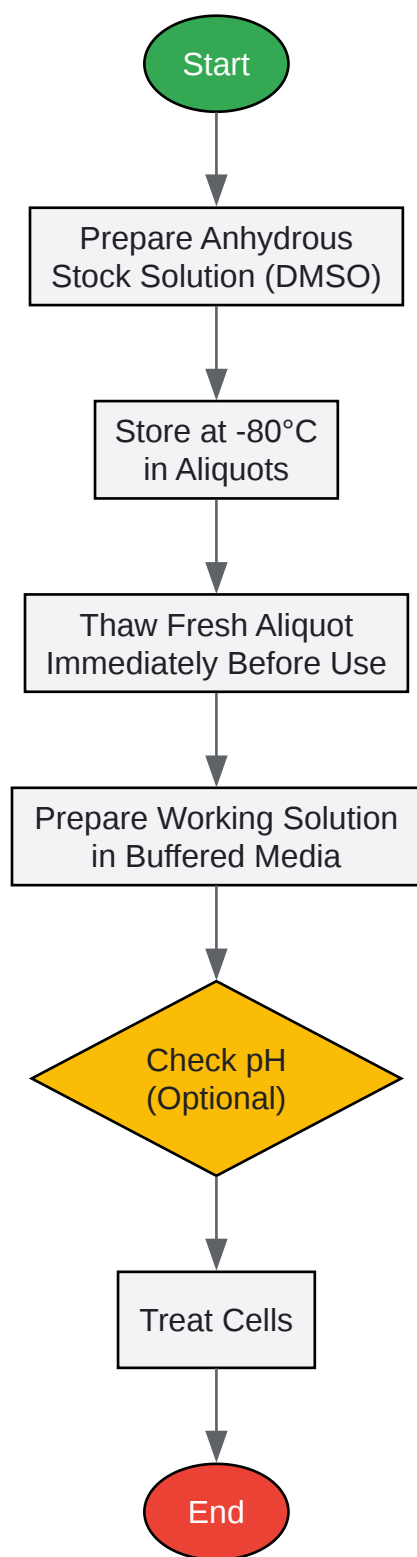 Start
Prepare Anhydrous
Stock Solution (DMSO)
Store at -80°C
in Aliquots
Thaw Fresh Aliquot
Immediately Before Use
Prepare Working Solution
in Buffered Media
Check pH
(Optional)
Treat Cells
End